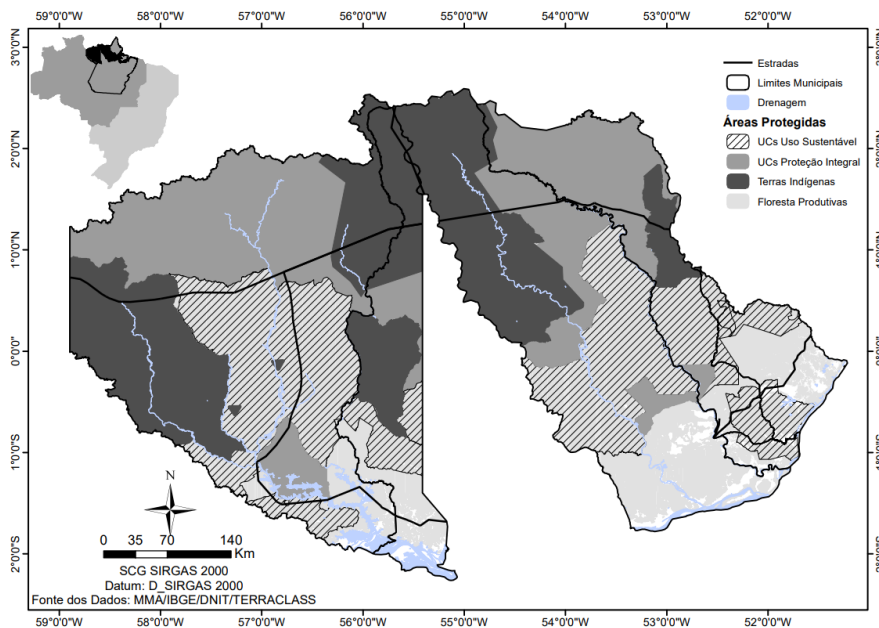 59°0'0"W 58°0'0"W 57°0'0"W 56°0'0"W 55°0'0"W 54°0'0"W 53°0'0"W 52°0'0"W
3°0'0"N
2°0'0"N
1°0'0"N
0°0'0"S
1°0'0"S
2°0'0"S
Estradas
Limites Municipais
Drenagem
Áreas Protegidas
UCs Uso Sustentável
UCs Proteção Integral
Terras Indígenas
Floresta Produtivas
N
0 35 70 140
Km
SCG SIRGAS 2000
Datum: D_SIRGAS 2000
Fonte dos Dados: MMA/IBGE/DNIT/TERRACLASS
59°0'0"W 58°0'0"W 57°0'0"W 56°0'0"W 55°0'0"W 54°0'0"W 53°0'0"W 52°0'0"W